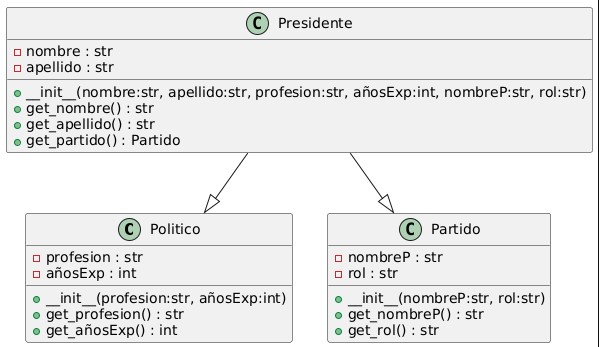 C Presidente
nombre : str
apellido : str
__init__(nombre:str, apellido:str, profesion:str, añosExp:int, nombreP:str, rol:str)
get_nombre() : str
get_apellido() : str
get_partido() : Partido
C Politico
profesion : str
añosExp : int
__init__(profesion:str, añosExp:int)
get_profesion() : str
get_añosExp() : int
C Partido
nombreP : str
rol : str
__init__(nombreP:str, rol:str)
get_nombreP() : str
get_rol() : str